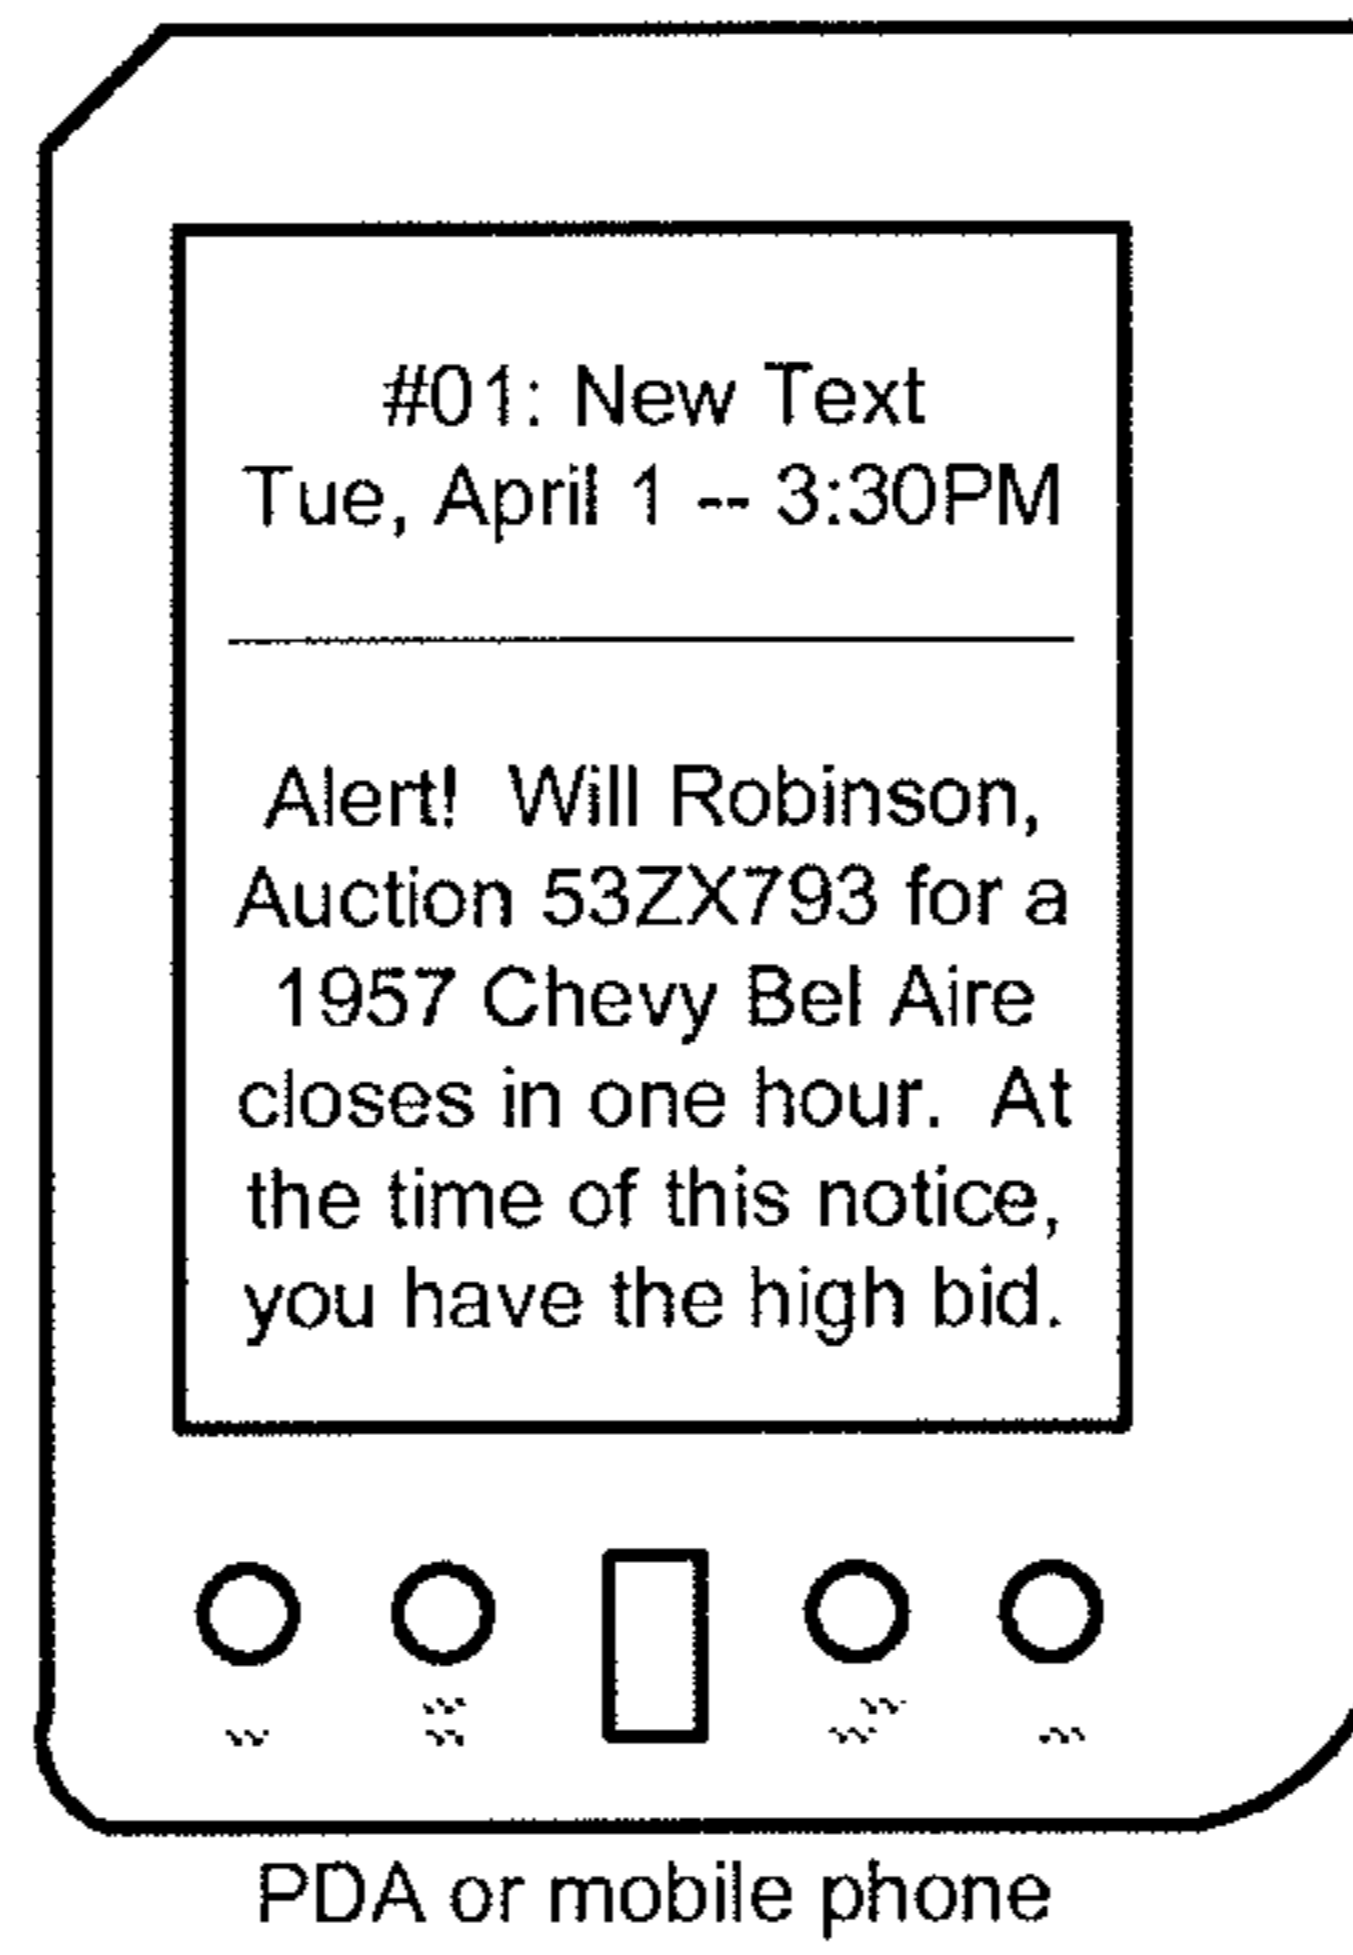 #01: New Text
Tue, April 1 -- 3:30PM
Alert!  Will Robinson,
Auction 53ZX793 for a
1957 Chevy Bel Aire
closes in one hour.  At
the time of this notice,
you have the high bid.
PDA or mobile phone